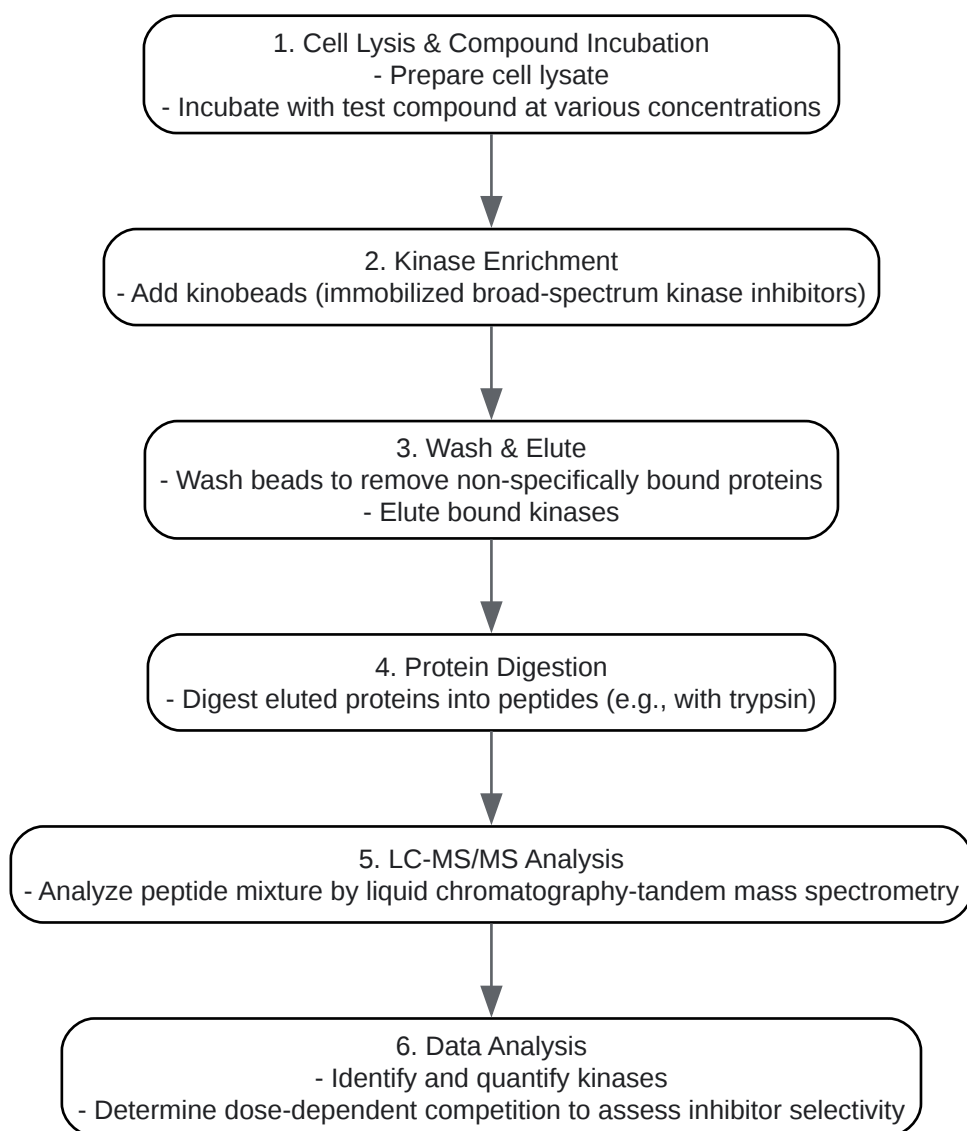 1. Cell Lysis & Compound Incubation
- Prepare cell lysate
- Incubate with test compound at various concentrations
2. Kinase Enrichment
- Add kinobeads (immobilized broad-spectrum kinase inhibitors)
3. Wash & Elute
- Wash beads to remove non-specifically bound proteins
- Elute bound kinases
4. Protein Digestion
- Digest eluted proteins into peptides (e.g., with trypsin)
5. LC-MS/MS Analysis
- Analyze peptide mixture by liquid chromatography-tandem mass spectrometry
6. Data Analysis
- Identify and quantify kinases
- Determine dose-dependent competition to assess inhibitor selectivity